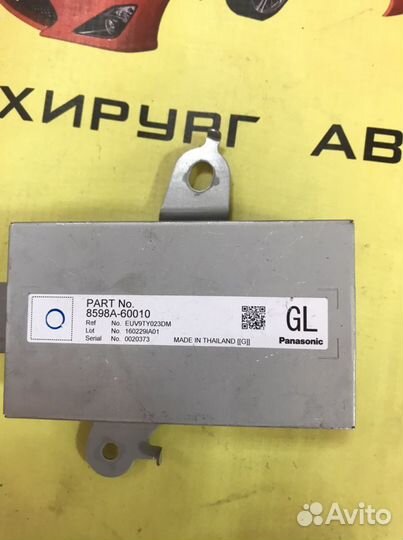 ХИРУРГ АВ
PART No.
8598A-60010
Ref No. EUV9TY023DM
Lot No. 160229IA01
Serial No. 0020373
MADE IN THAILAND [[G]]
GL
Panasonic
Avito